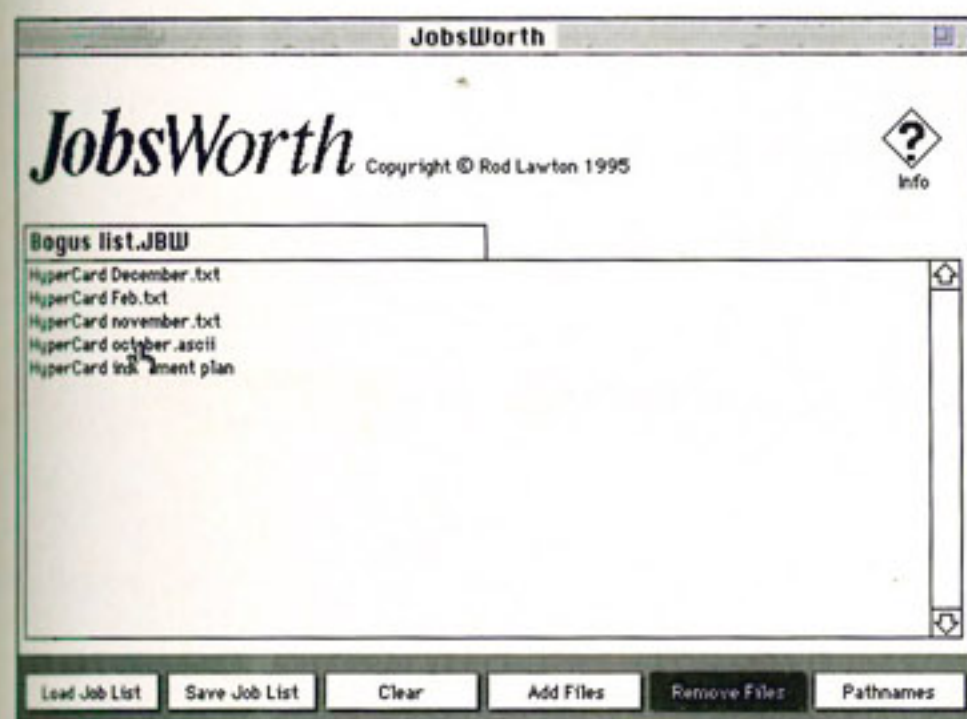 JobsWorth
JobsWorth Copyright © Rod Lawton 1995
Info
Bogus list.JBW
HyperCard December.txt
HyperCard Feb.txt
HyperCard november.txt
HyperCard october.ascii
HyperCard plan
Load Job List Save Job List Clear Add Files Remove Files Pathnames